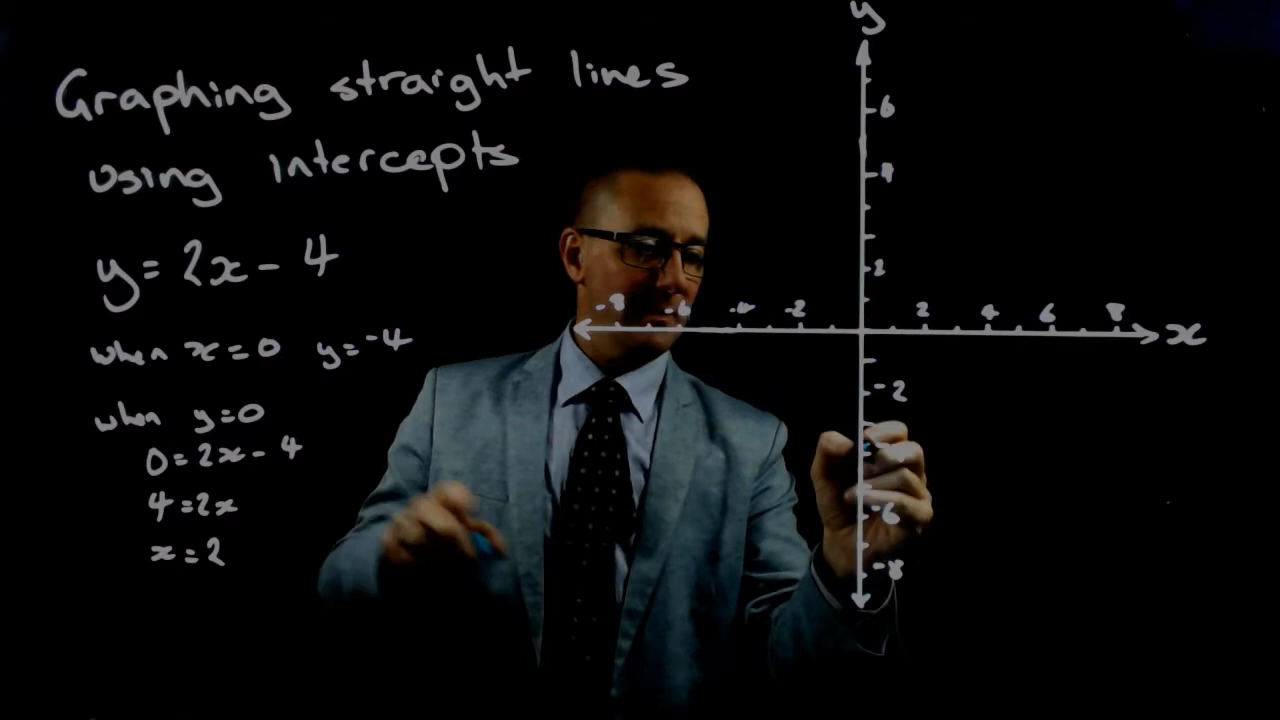 Graphing straight lines
using intercepts
y = 2x - 4
when x = 0 y = -4
when y = 0
0 = 2x - 4
4 = 2x
x = 2
y
6
4
2
-8 -6 -4 -2 2 4 6 8 x
-2
-6
-8